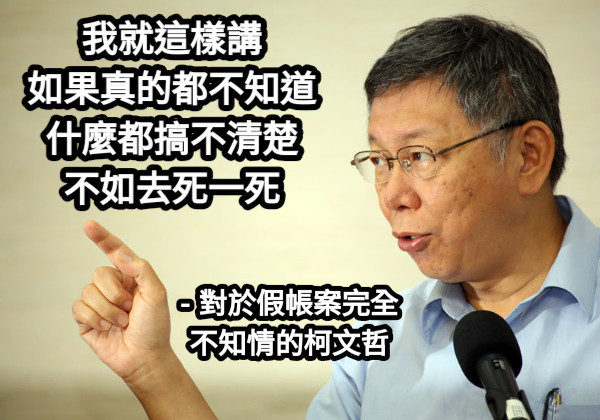 我就這樣講
如果真的都不知道
什麼都搞不清楚
不如去死一死
- 對於假帳案完全
不知情的柯文哲